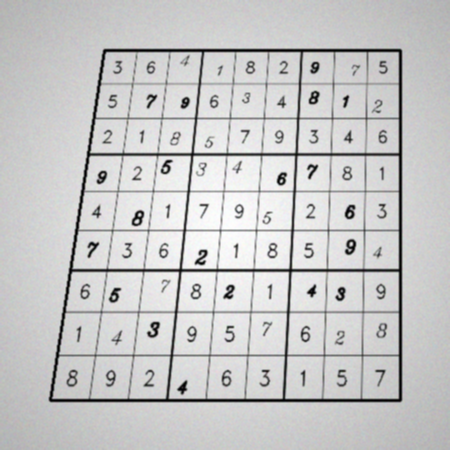 3 6 4 1 8 2 9 7 5
5 7 9 6 3 4 8 1 2
2 1 8 5 7 9 3 4 6
9 2 5 3 4 6 7 8 1
4 8 1 7 9 5 2 6 3
7 3 6 2 1 8 5 9 4
6 5 7 8 2 1 4 3 9
1 4 3 9 5 7 6 2 8
8 9 2 4 6 3 1 5 7